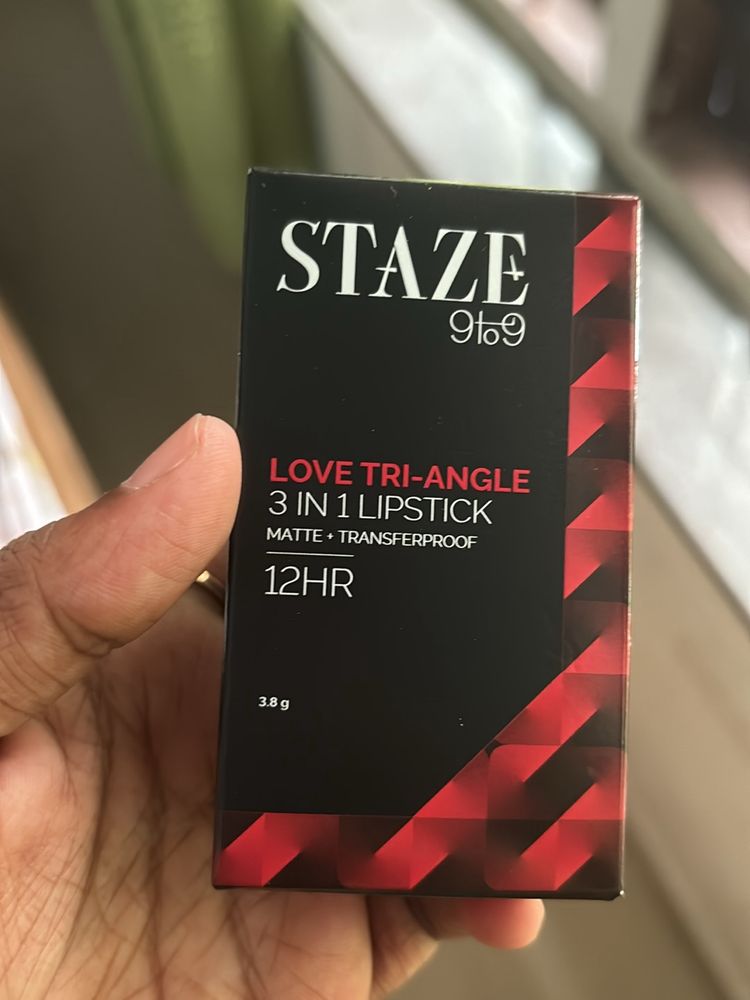 STAZE
9to9
LOVE TRI-ANGLE
3 IN 1 LIPSTICK
MATTE + TRANSFERPROOF
12HR
3.8 g